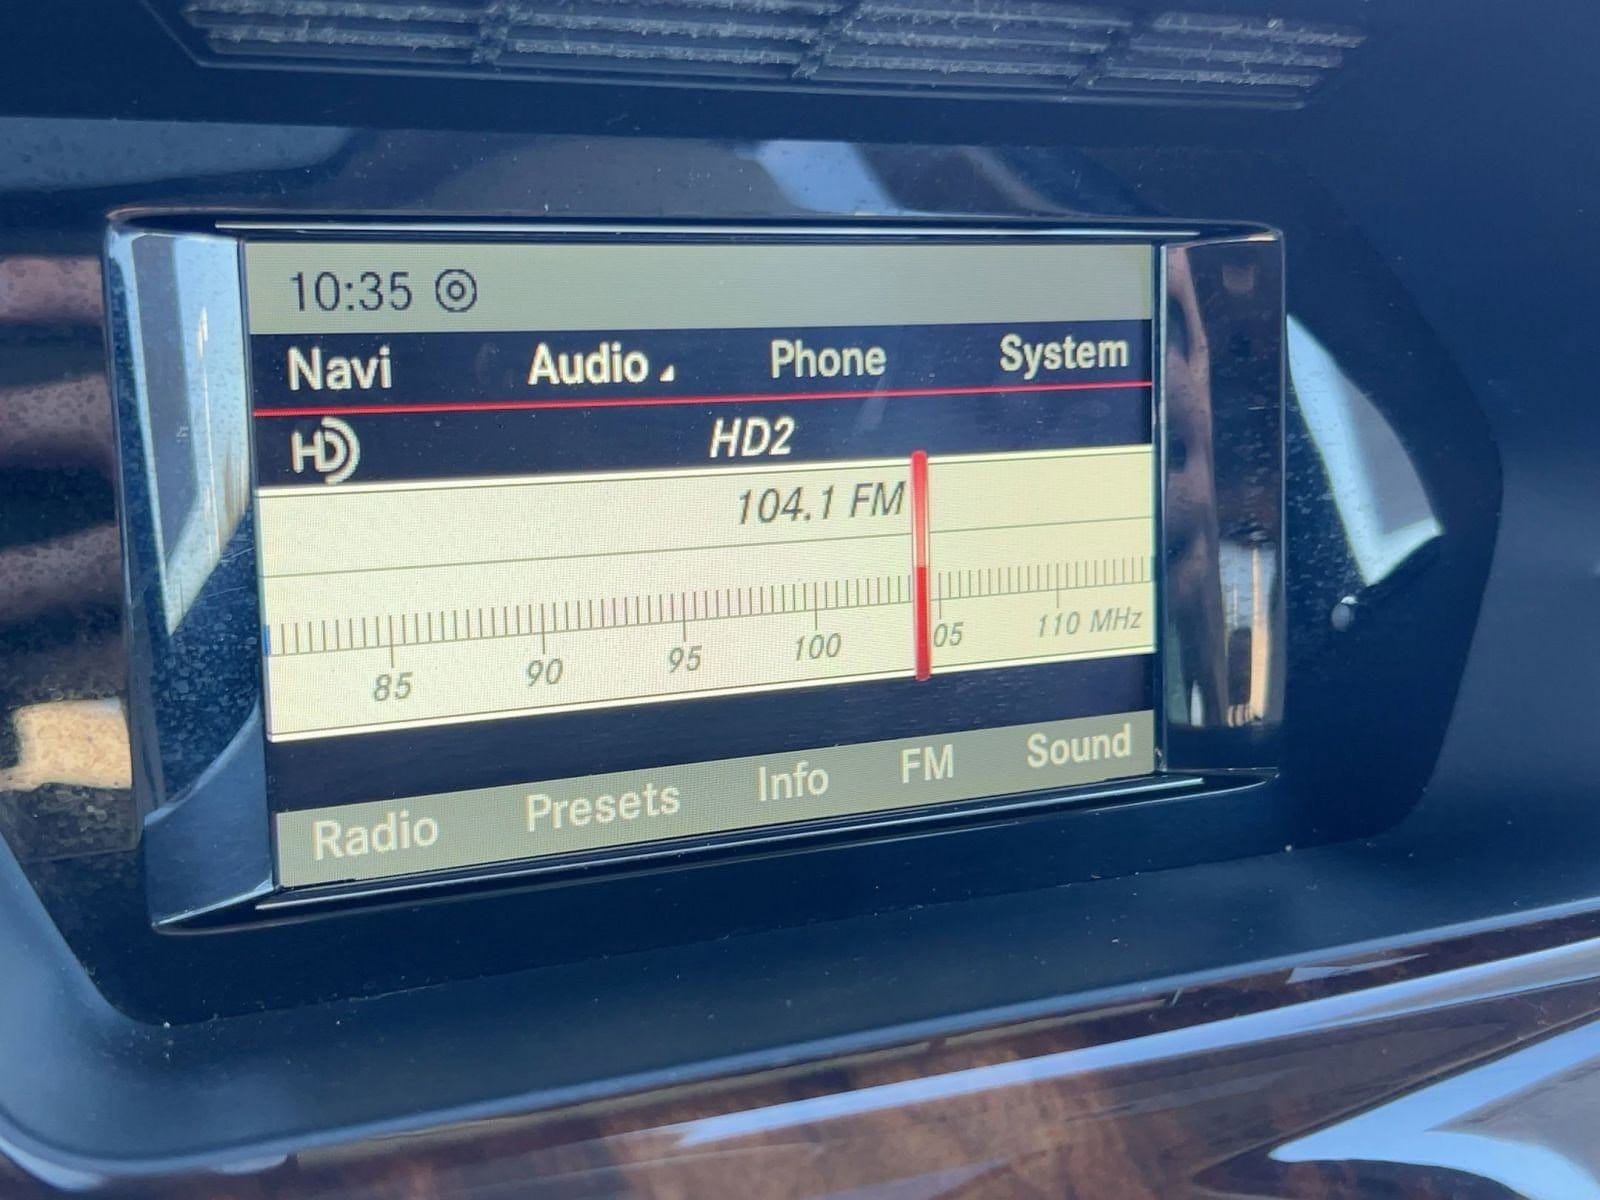 10:35
Navi Audio Phone System
HD HD2
104.1 FM
85 90 95 100 05 110 MHz
Radio Presets Info FM Sound